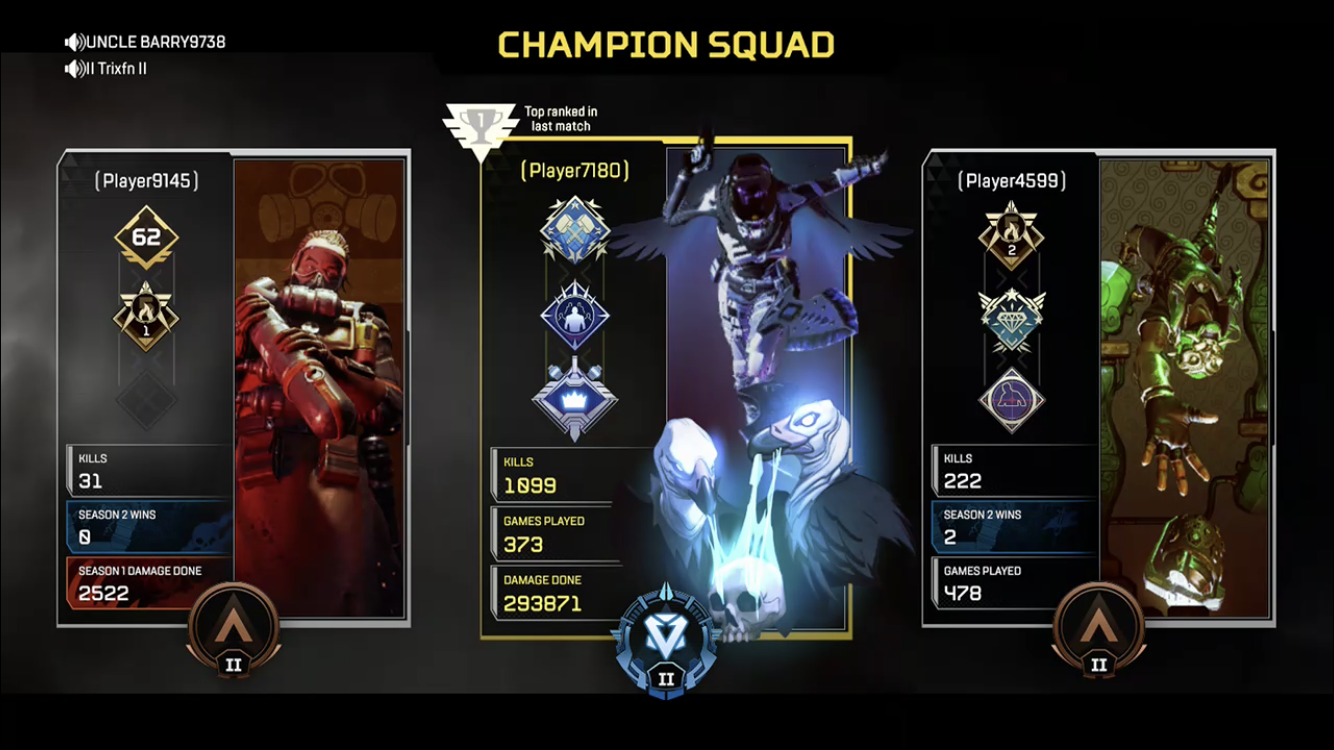 UNCLE BARRY9738
II Trixfn II
CHAMPION SQUAD
1
Top ranked in
last match
(Player9145)
62
1
KILLS
31
SEASON 2 WINS
0
SEASON 1 DAMAGE DONE
2522
II
(Player7180)
KILLS
1099
GAMES PLAYED
373
DAMAGE DONE
293871
II
(Player4599)
2
KILLS
222
SEASON 2 WINS
2
GAMES PLAYED
478
II